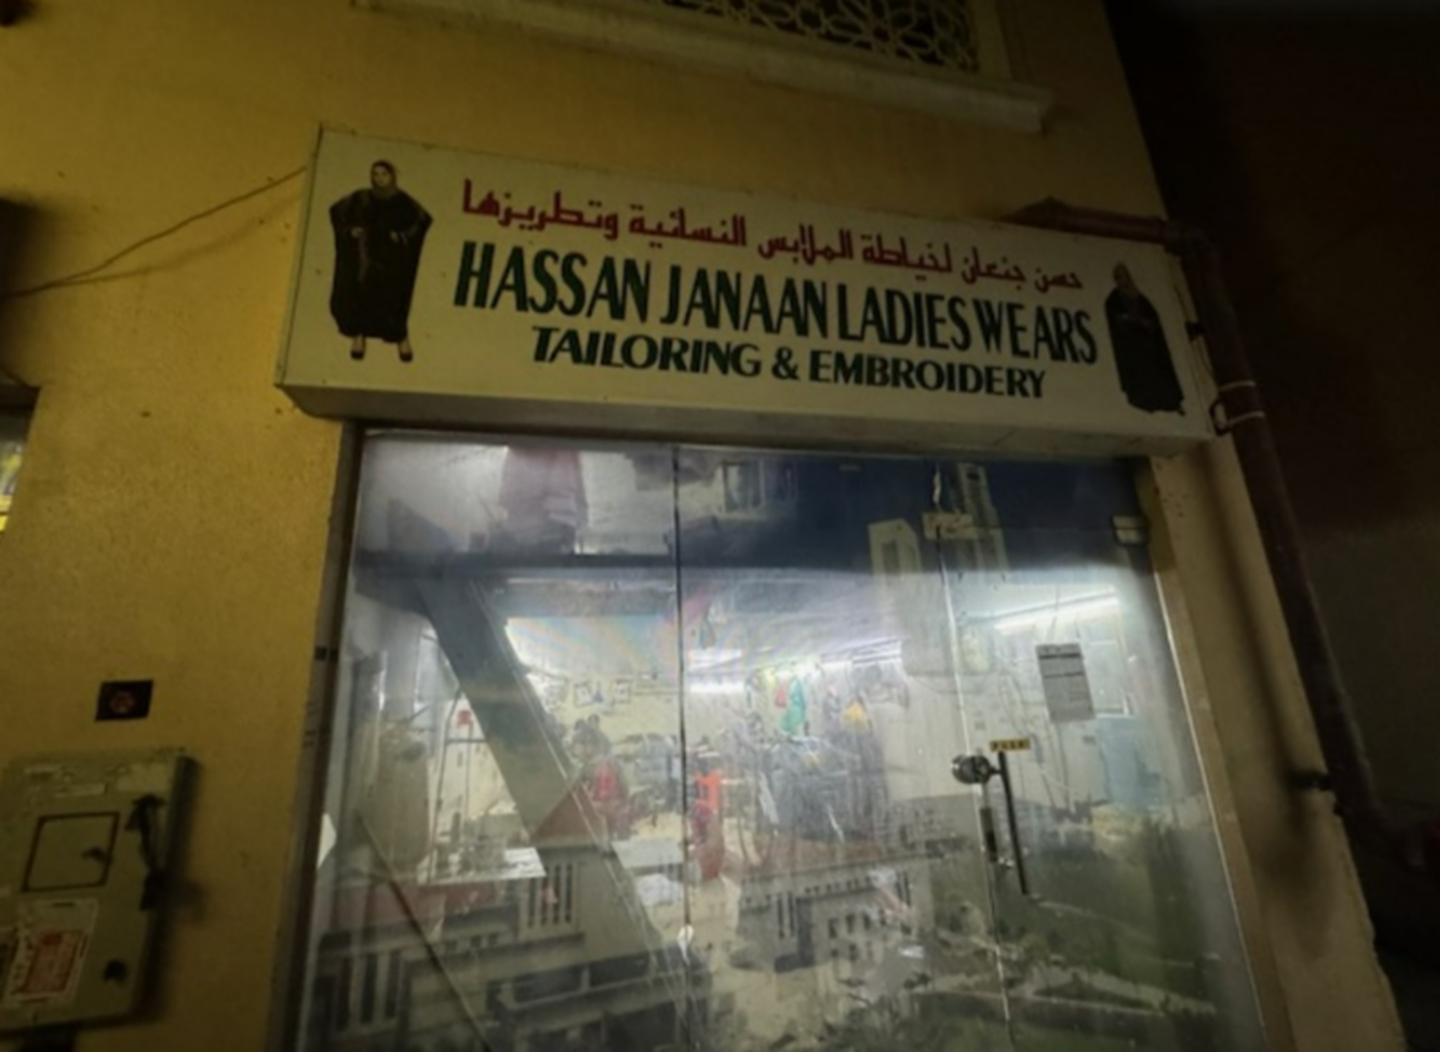 حسن جنعان لخياطة الملابس النسائية وتطريزها
HASSAN JANAAN LADIES WEARS
TAILORING & EMBROIDERY
PUSH